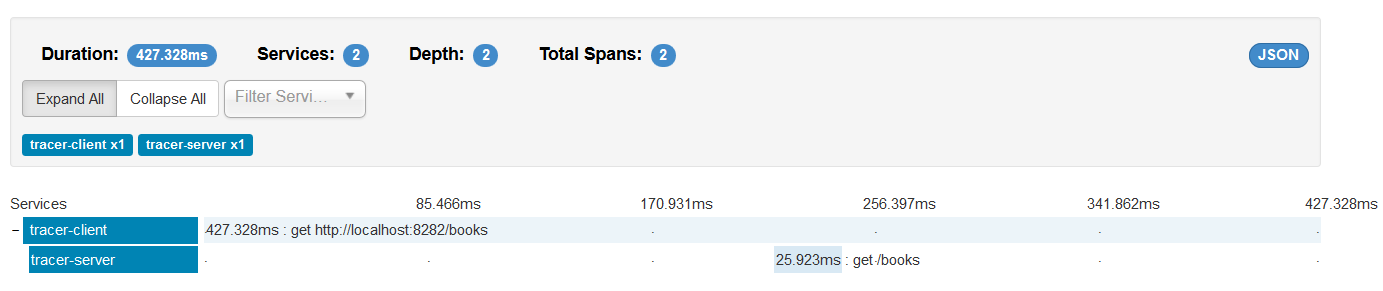 Duration: 427.328ms Services: 2 Depth: 2 Total Spans: 2 JSON
Expand All Collapse All Filter Servi...
tracer-client x1 tracer-server x1
Services 85.466ms 170.931ms 256.397ms 341.862ms 427.328ms
− tracer-client 427.328ms : get http://localhost:8282/books
tracer-server 25.923ms : get /books